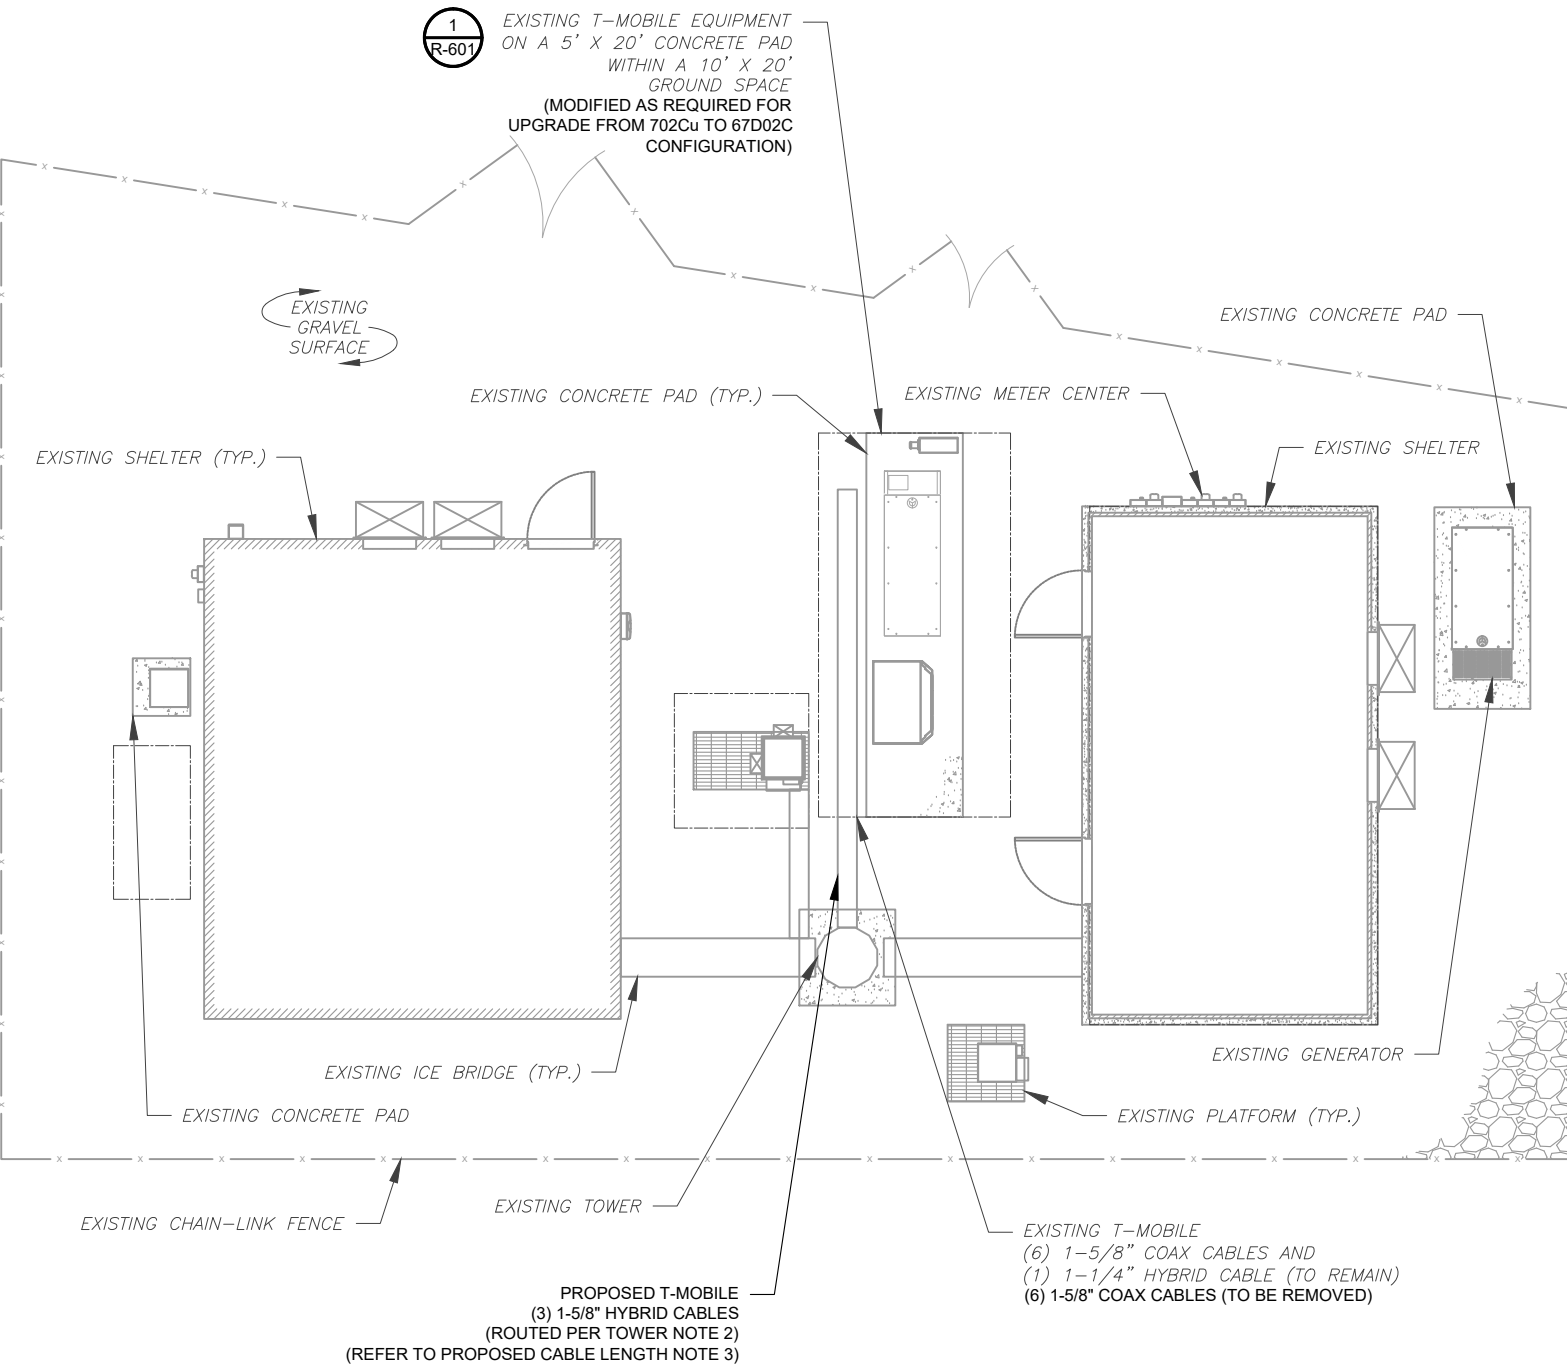 1
R-601
EXISTING T-MOBILE EQUIPMENT
ON A 5' X 20' CONCRETE PAD
WITHIN A 10' X 20'
GROUND SPACE
(MODIFIED AS REQUIRED FOR
UPGRADE FROM 702Cu TO 67D02C
CONFIGURATION)
EXISTING
GRAVEL
SURFACE
EXISTING CONCRETE PAD
EXISTING CONCRETE PAD (TYP.)
EXISTING METER CENTER
EXISTING SHELTER (TYP.)
EXISTING SHELTER
EXISTING ICE BRIDGE (TYP.)
EXISTING GENERATOR
EXISTING CONCRETE PAD
EXISTING PLATFORM (TYP.)
EXISTING TOWER
EXISTING CHAIN-LINK FENCE
EXISTING T-MOBILE
(6) 1-5/8" COAX CABLES AND
(1) 1-1/4" HYBRID CABLE (TO REMAIN)
(6) 1-5/8" COAX CABLES (TO BE REMOVED)
PROPOSED T-MOBILE
(3) 1-5/8" HYBRID CABLES
(ROUTED PER TOWER NOTE 2)
(REFER TO PROPOSED CABLE LENGTH NOTE 3)